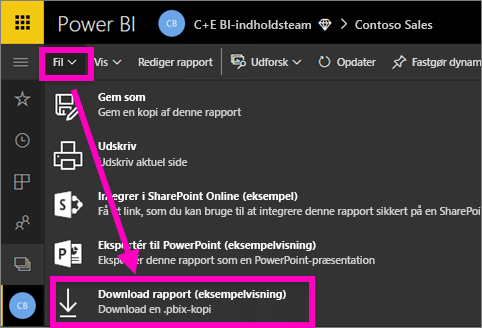 Power BI
CB
C+E BI-indholdsteam
Contoso Sales
Fil
Vis
Rediger rapport
Udforsk
Opdater
Fastgør dynam
Gem som
Gem en kopi af denne rapport
Udskriv
Udskriv aktuel side
Integrer i SharePoint Online (eksempel)
Få link, som du kan bruge til at integrere denne rapport sikkert på en SharePoi
Eksportér til PowerPoint (eksempelvisning)
denne rapport som en PowerPoint-præsentation
Download rapport (eksempelvisning)
Download en .pbix-kopi
CB